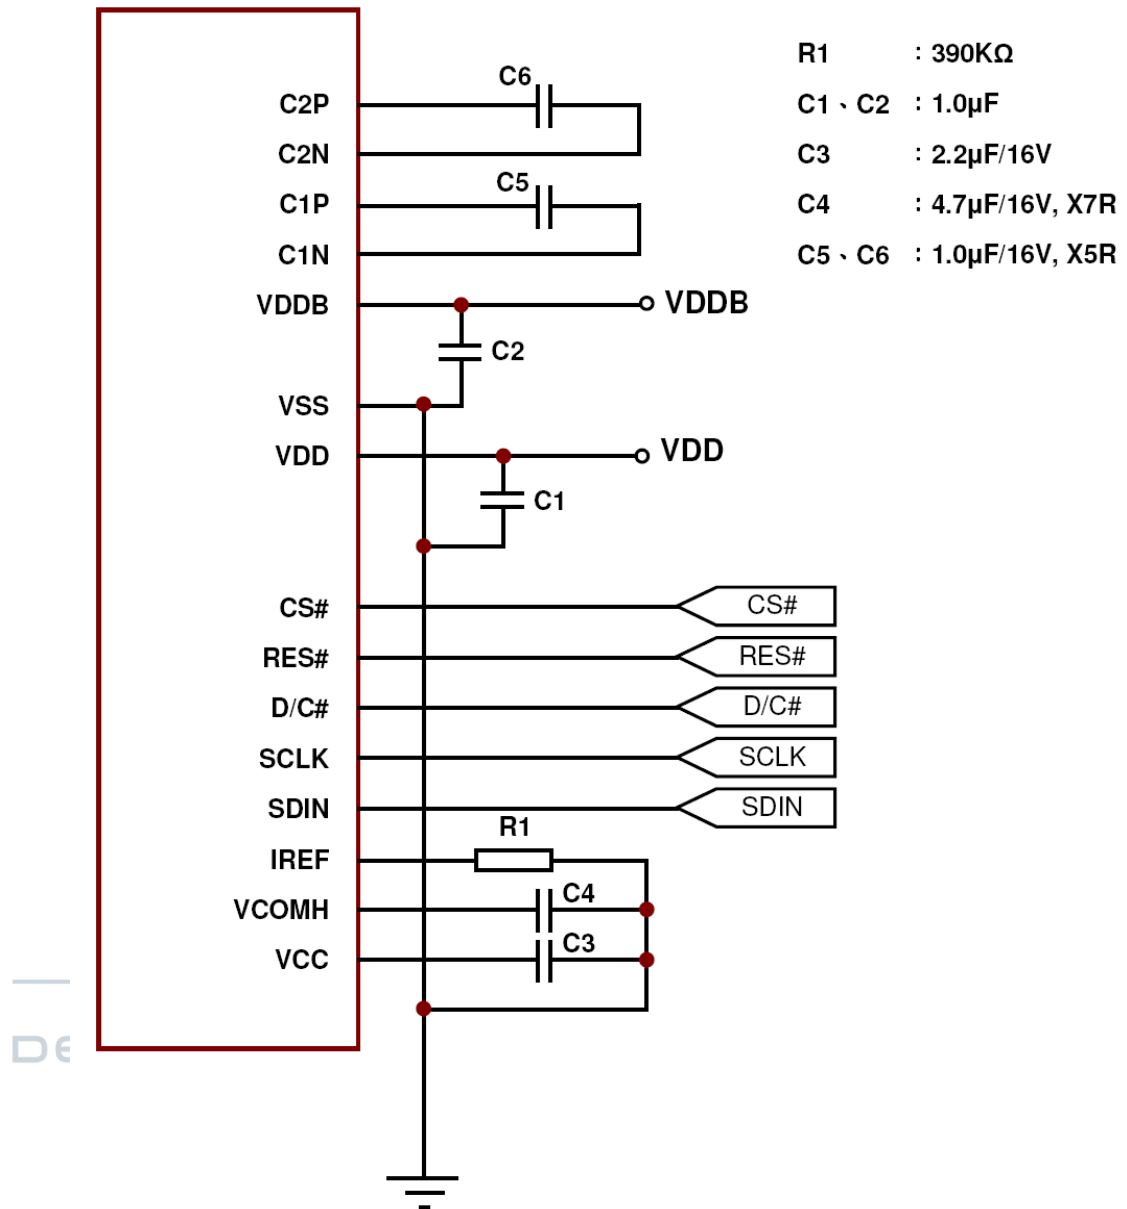 C6
R1 : 390KΩ
C2P
C1、C2 : 1.0µF
C2N
C3 : 2.2µF/16V
C5
C1P
C4 : 4.7µF/16V, X7R
C1N
C5、C6 : 1.0µF/16V, X5R
VDDB
VDDB
C2
VSS
VDD
VDD
C1
CS#
CS#
RES#
RES#
D/C#
D/C#
SCLK
SCLK
SDIN
SDIN
R1
IREF
C4
VCOMH
C3
VCC